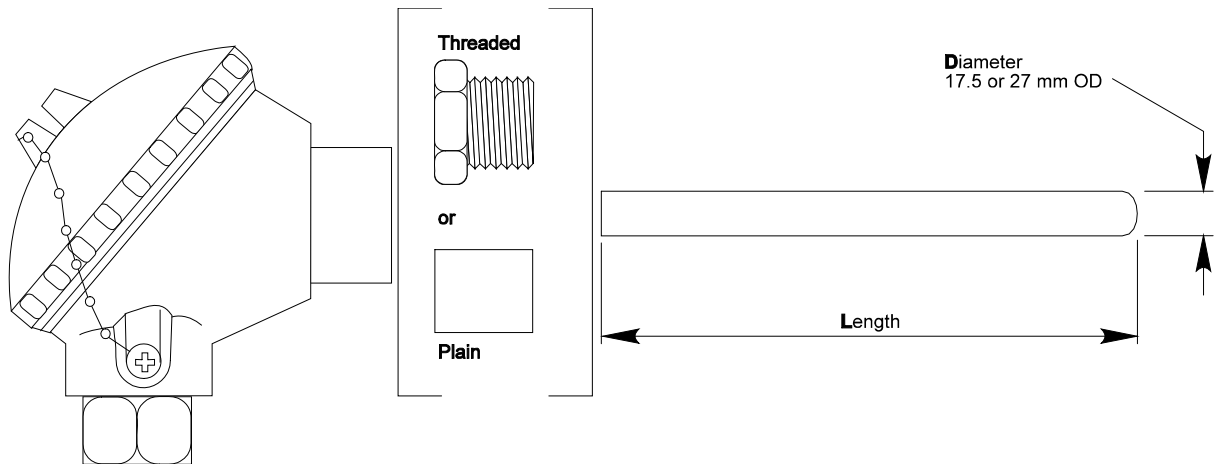 Threaded
or
Plain
Diameter
17.5 or 27 mm OD
Length